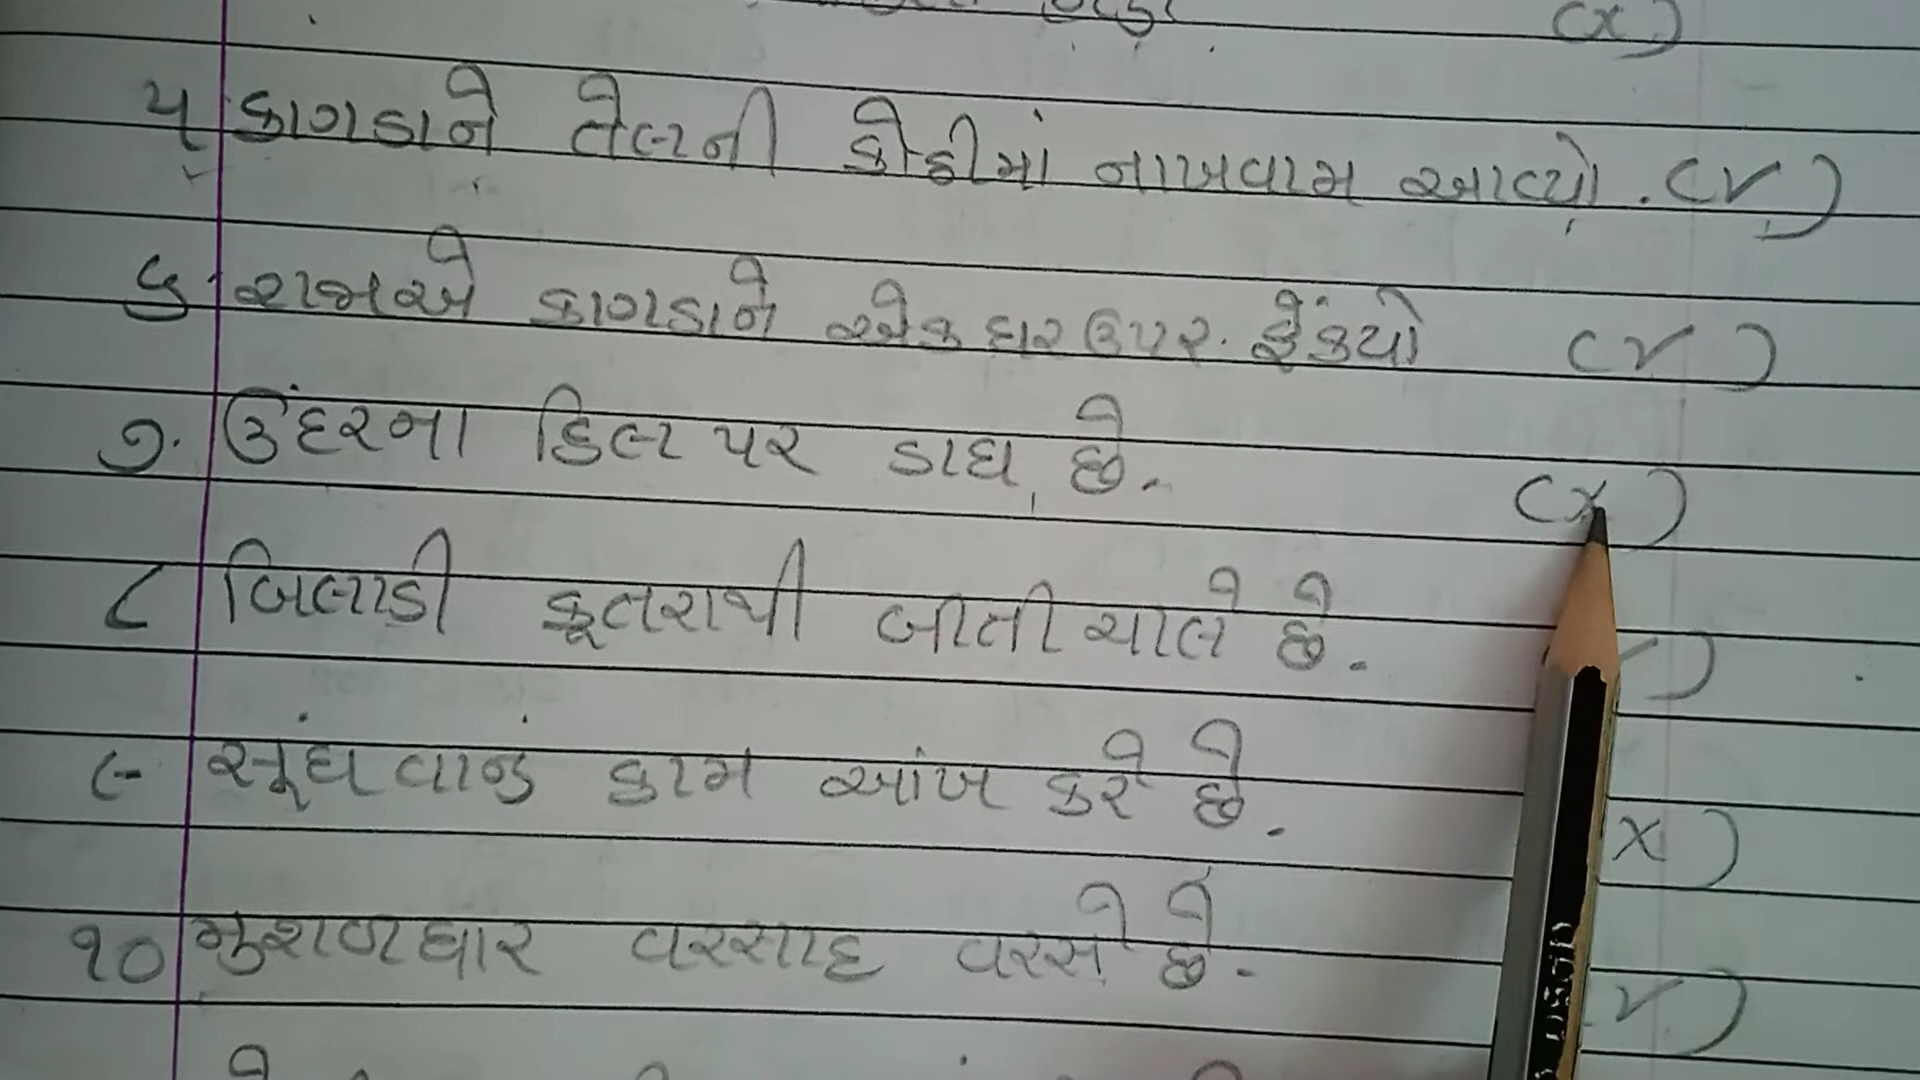 (x)
૫ કાગડાને તેલની કોઠીમાં નાખવામ આવ્યો. (✓)
૬. રાજાએ કાગડાને એક ઘર ઉપર ફેંક્યો (✓)
૭. ઉંદરના ડિલ પર ડાઘ છે. (x)
૮ બિલાડી કૂતરાથી બીતી ચાલે છે. ✓)
૯ સૂંઘવાનું કામ આંખ કરે છે. x)
૧૦ મુશળધાર વરસાદ વરસે છે. ✓)